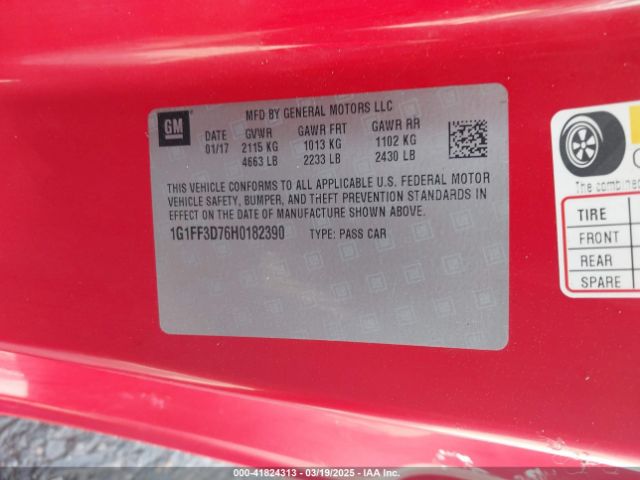 GM
MFD BY GENERAL MOTORS LLC
DATE GVWR GAWR FRT GAWR RR
01/17 2115 KG 1013 KG 1102 KG
4663 LB 2233 LB 2430 LB
THIS VEHICLE CONFORMS TO ALL APPLICABLE U.S. FEDERAL MOTOR
VEHICLE SAFETY, BUMPER, AND THEFT PREVENTION STANDARDS IN
EFFECT ON THE DATE OF MANUFACTURE SHOWN ABOVE.
1G1FF3D76H0182390 TYPE: PASS CAR
The combined
TIRE
FRONT
REAR
SPARE
000-41824313 - 03/19/2025 - IAA Inc.